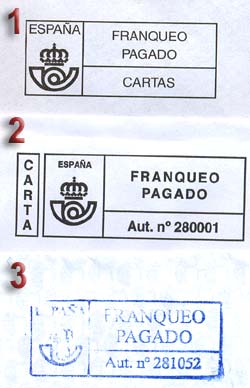 1
ESPAÑA
FRANQUEO
PAGADO
CARTAS
2
CARTA
ESPAÑA
FRANQUEO
PAGADO
Aut. nº 280001
3
ESPAÑA
FRANQUEO
PAGADO
Aut. nº 281052